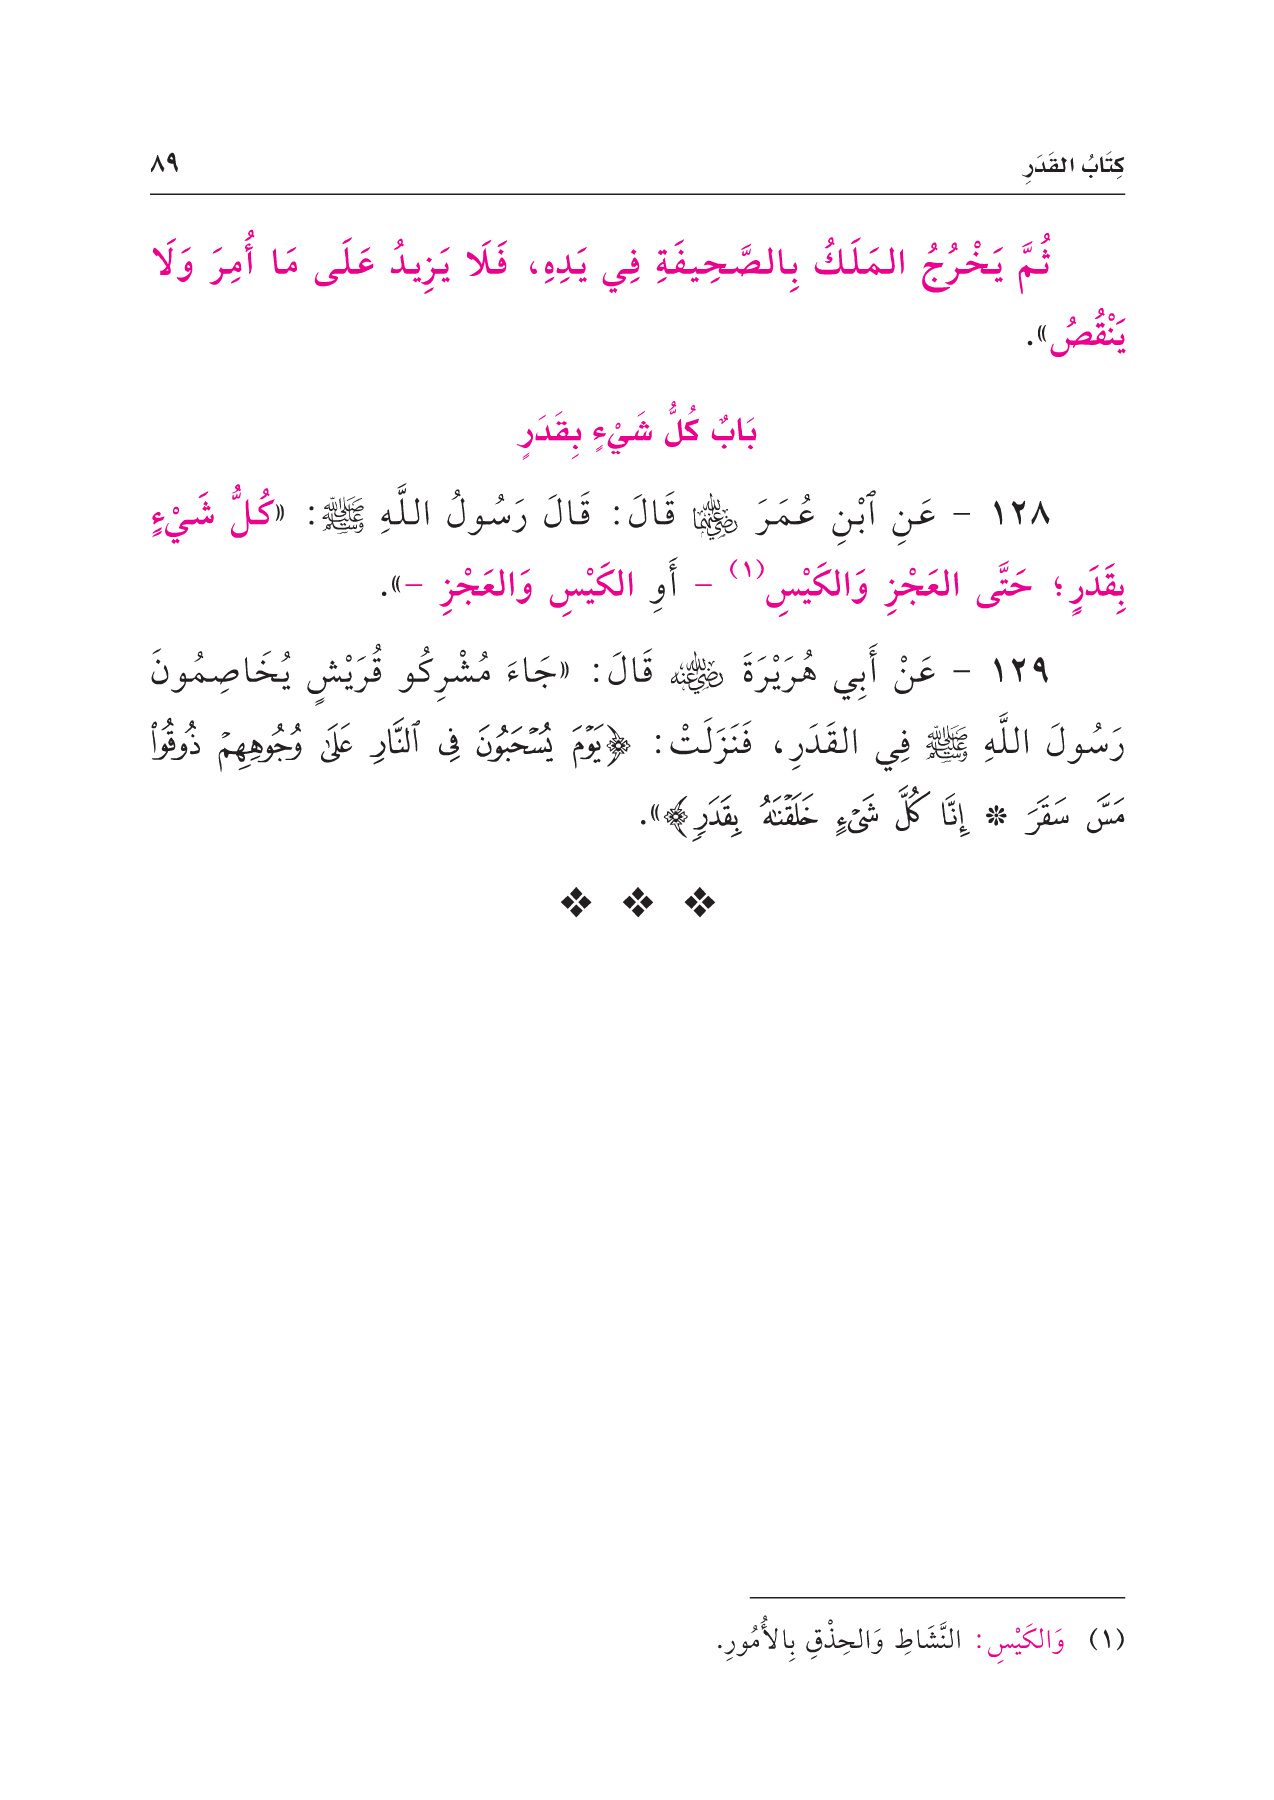 كِتَابُ القَدَرِ ٨٩
ثُمَّ يَخْرُجُ المَلَكُ بِالصَّحِيفَةِ فِي يَدِهِ، فَلَا يَزِيدُ عَلَى مَا أُمِرَ وَلَا
يَنْقُصُ».
بَابٌ كُلُّ شَيْءٍ بِقَدَرٍ
١٢٨ - عَنِ ٱبْنِ عُمَرَ رضي الله عنهما قَالَ: قَالَ رَسُولُ اللَّهِ ﷺ: «كُلُّ شَيْءٍ
بِقَدَرٍ؛ حَتَّى العَجْزِ وَالكَيْسِ(١) - أَوِ الكَيْسِ وَالعَجْزِ -».
١٢٩ - عَنْ أَبِي هُرَيْرَةَ رضي الله عنه قَالَ: «جَاءَ مُشْرِكُو قُرَيْشٍ يُخَاصِمُونَ
رَسُولَ اللَّهِ ﷺ فِي القَدَرِ، فَنَزَلَتْ: ﴿يَوْمَ يُسْحَبُونَ فِي ٱلنَّارِ عَلَىٰ وُجُوهِهِمْ ذُوقُوا۟
مَسَّ سَقَرَ * إِنَّا كُلَّ شَىْءٍ خَلَقْنَٰهُ بِقَدَرٍ﴾».
(١) وَالكَيْسِ: النَّشَاطِ وَالحِذْقِ بِالأُمُورِ.